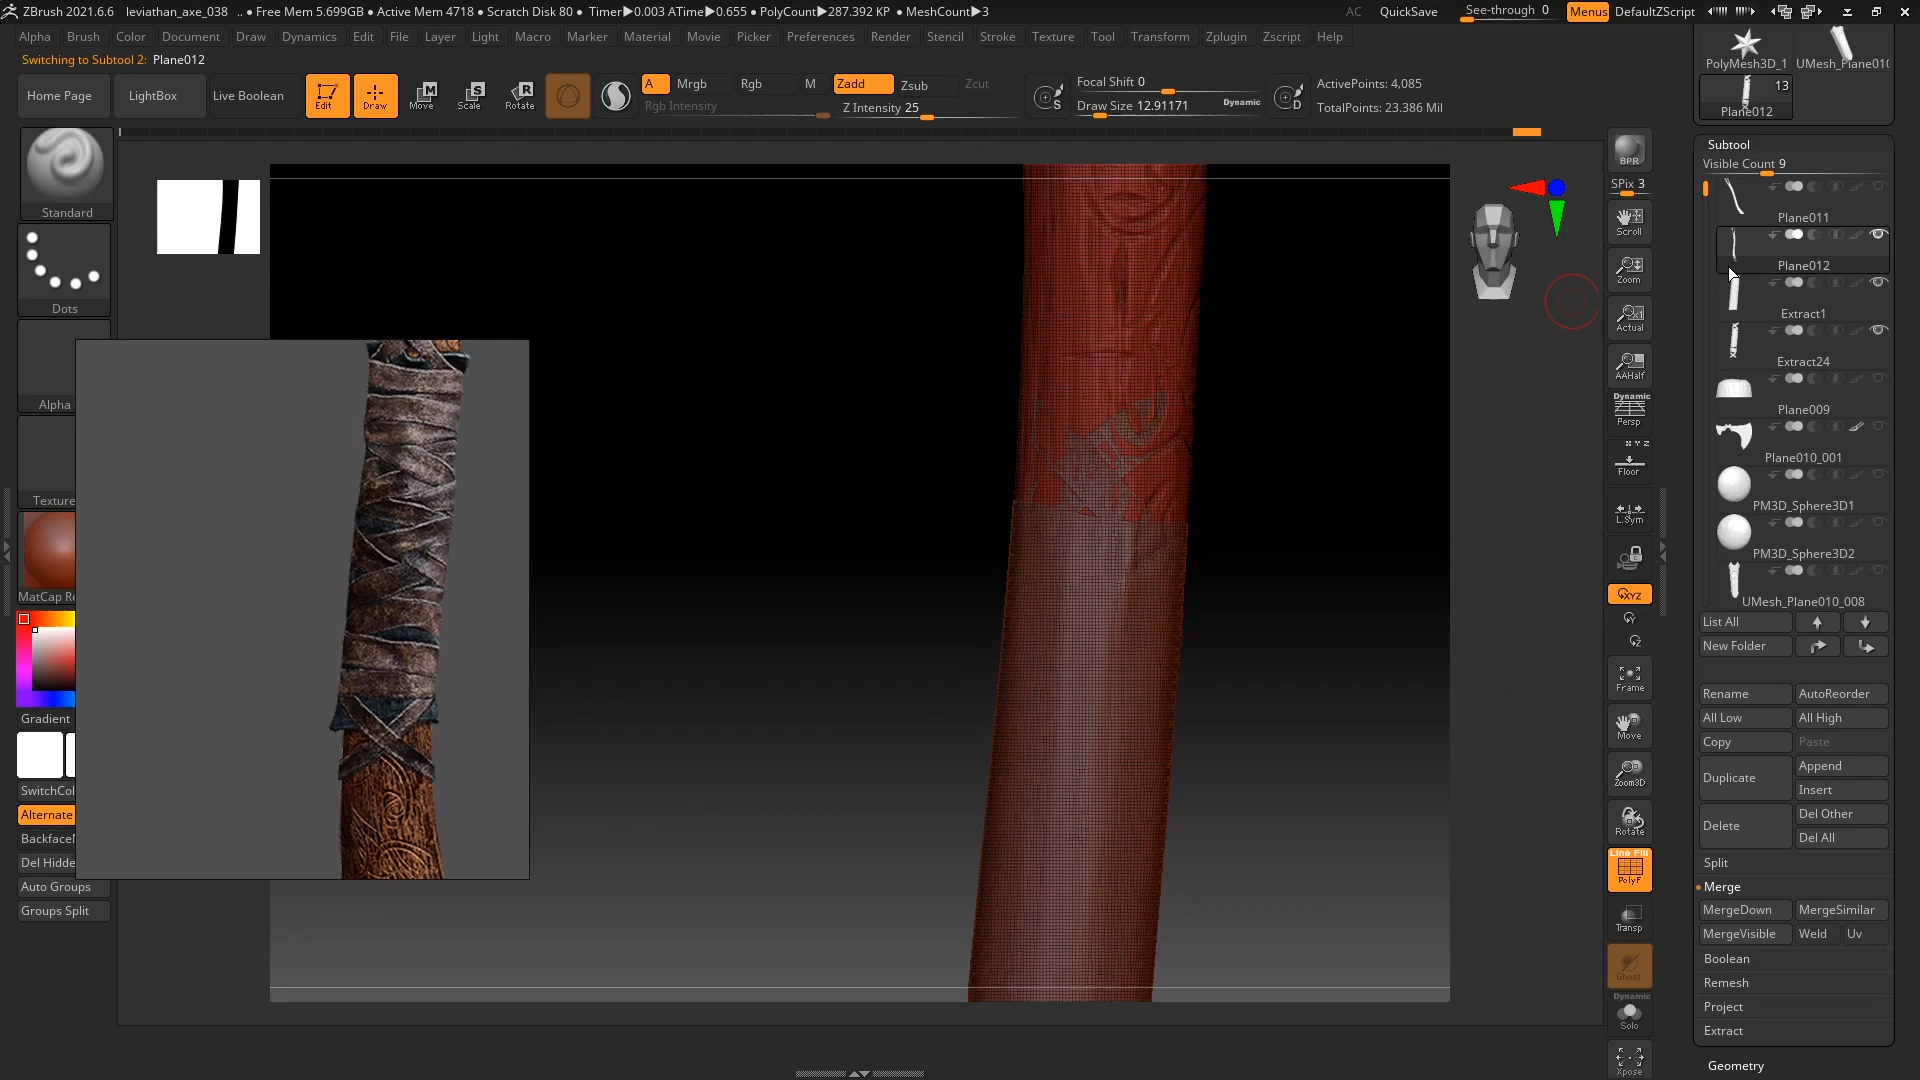 ZBrush 2021.6.6 leviathan_axe_038 .. • Free Mem 5.699GB • Active Mem 4718 • Scratch Disk 80 • Timer▶0.003 ATime▶0.655 • PolyCount▶287.392 KP • MeshCount▶3 AC QuickSave See-through 0 Menus DefaultZScript
Alpha Brush Color Document Draw Dynamics Edit File Layer Light Macro Marker Material Movie Picker Preferences Render Stencil Stroke Texture Tool Transform Zplugin Zscript Help
Switching to Subtool 2: Plane012
Home Page LightBox Live Boolean Edit Draw Move Scale Rotate
A Mrgb Rgb M Zadd Zsub Zcut
Rgb Intensity Z Intensity 25
S Focal Shift 0
Draw Size 12.91171 Dynamic D
ActivePoints: 4,085
TotalPoints: 23.386 Mil
Standard
Dots
Alpha
Texture
MatCap Re
Gradient
SwitchCol
Alternate
Backface
Del Hidde
Auto Groups
Groups Split
BPR
SPix 3
Scroll
Zoom
Actual
AAHalf
Dynamic
Persp
X Y Z
Floor
L.Sym
XYZ
Y
Z
Frame
Move
Zoom3D
Rotate
Line Fill
PolyF
Transp
Ghost
Dynamic
Solo
Xpose
PolyMesh3D_1 UMesh_Plane010
13
Plane012
Subtool
Visible Count 9
Plane011
Plane012
Extract1
Extract24
Plane009
Plane010_001
PM3D_Sphere3D1
PM3D_Sphere3D2
UMesh_Plane010_008
List All
New Folder
Rename AutoReorder
All Low All High
Copy Paste
Duplicate Append
Insert
Delete Del Other
Del All
Split
Merge
MergeDown MergeSimilar
MergeVisible Weld Uv
Boolean
Remesh
Project
Extract
Geometry